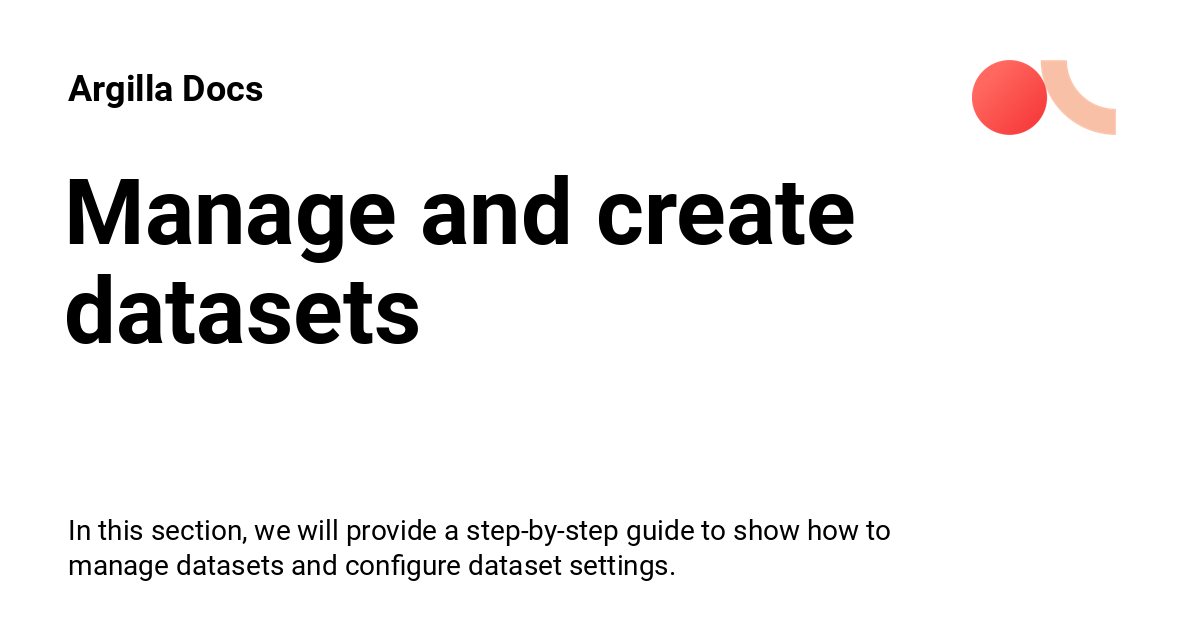 Argilla Docs
Manage and create
datasets
In this section, we will provide a step-by-step guide to show how to
manage datasets and configure dataset settings.